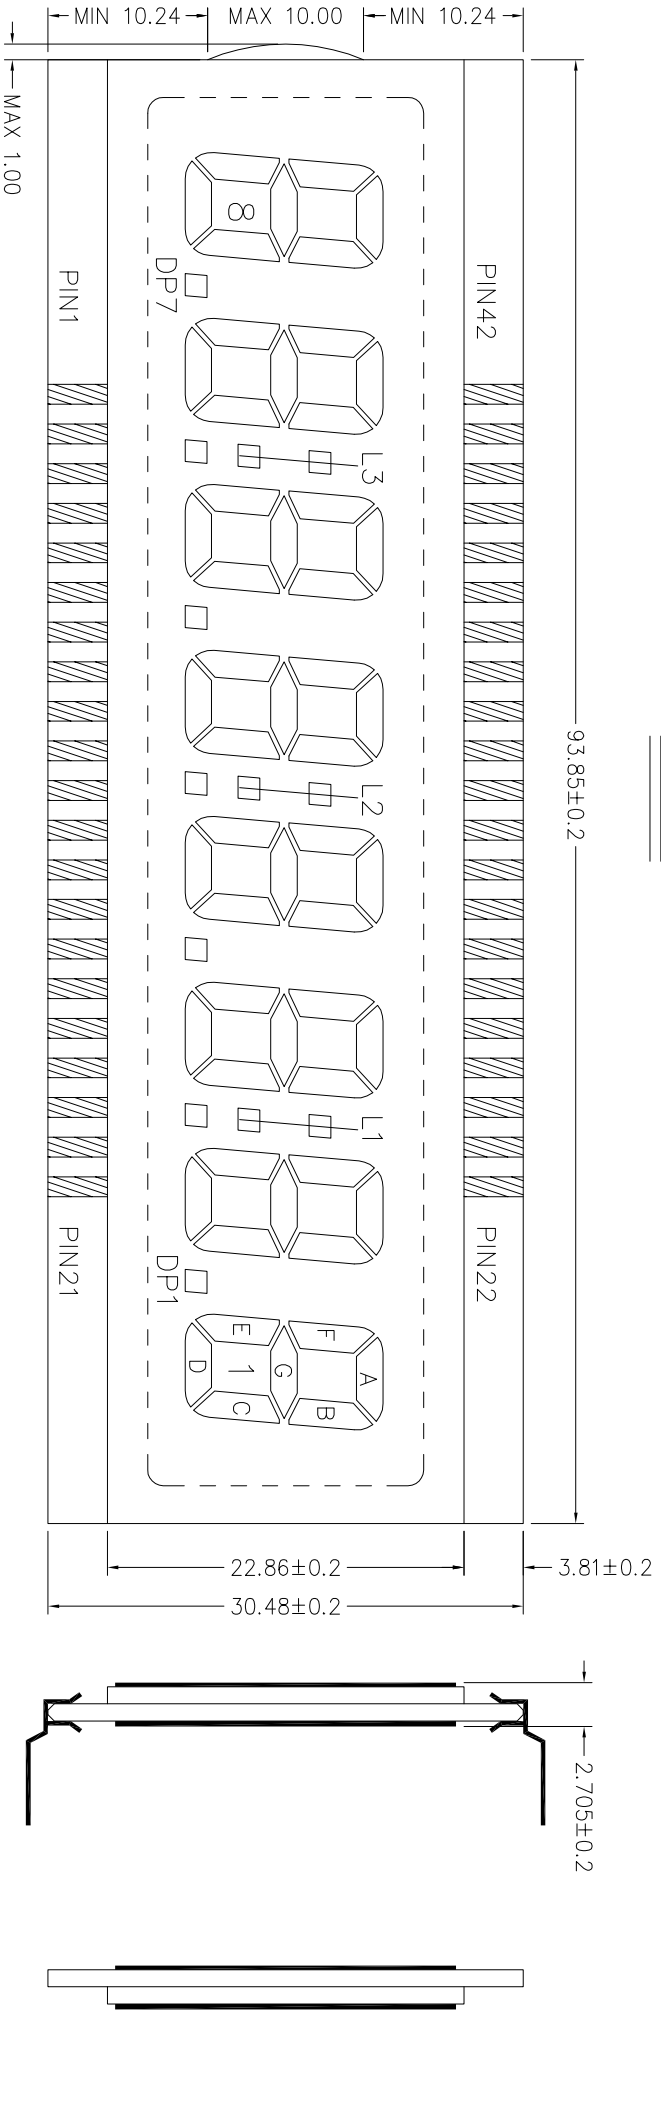 MIN 10.24
MAX 10.00
MIN 10.24
MAX 1.00
PIN1
PIN42
8
DP7
L3
93.85±0.2
L2
L1
PIN21
PIN22
DP1
E
F
D
1
G
A
C
B
22.86±0.2
3.81±0.2
30.48±0.2
2.705±0.2